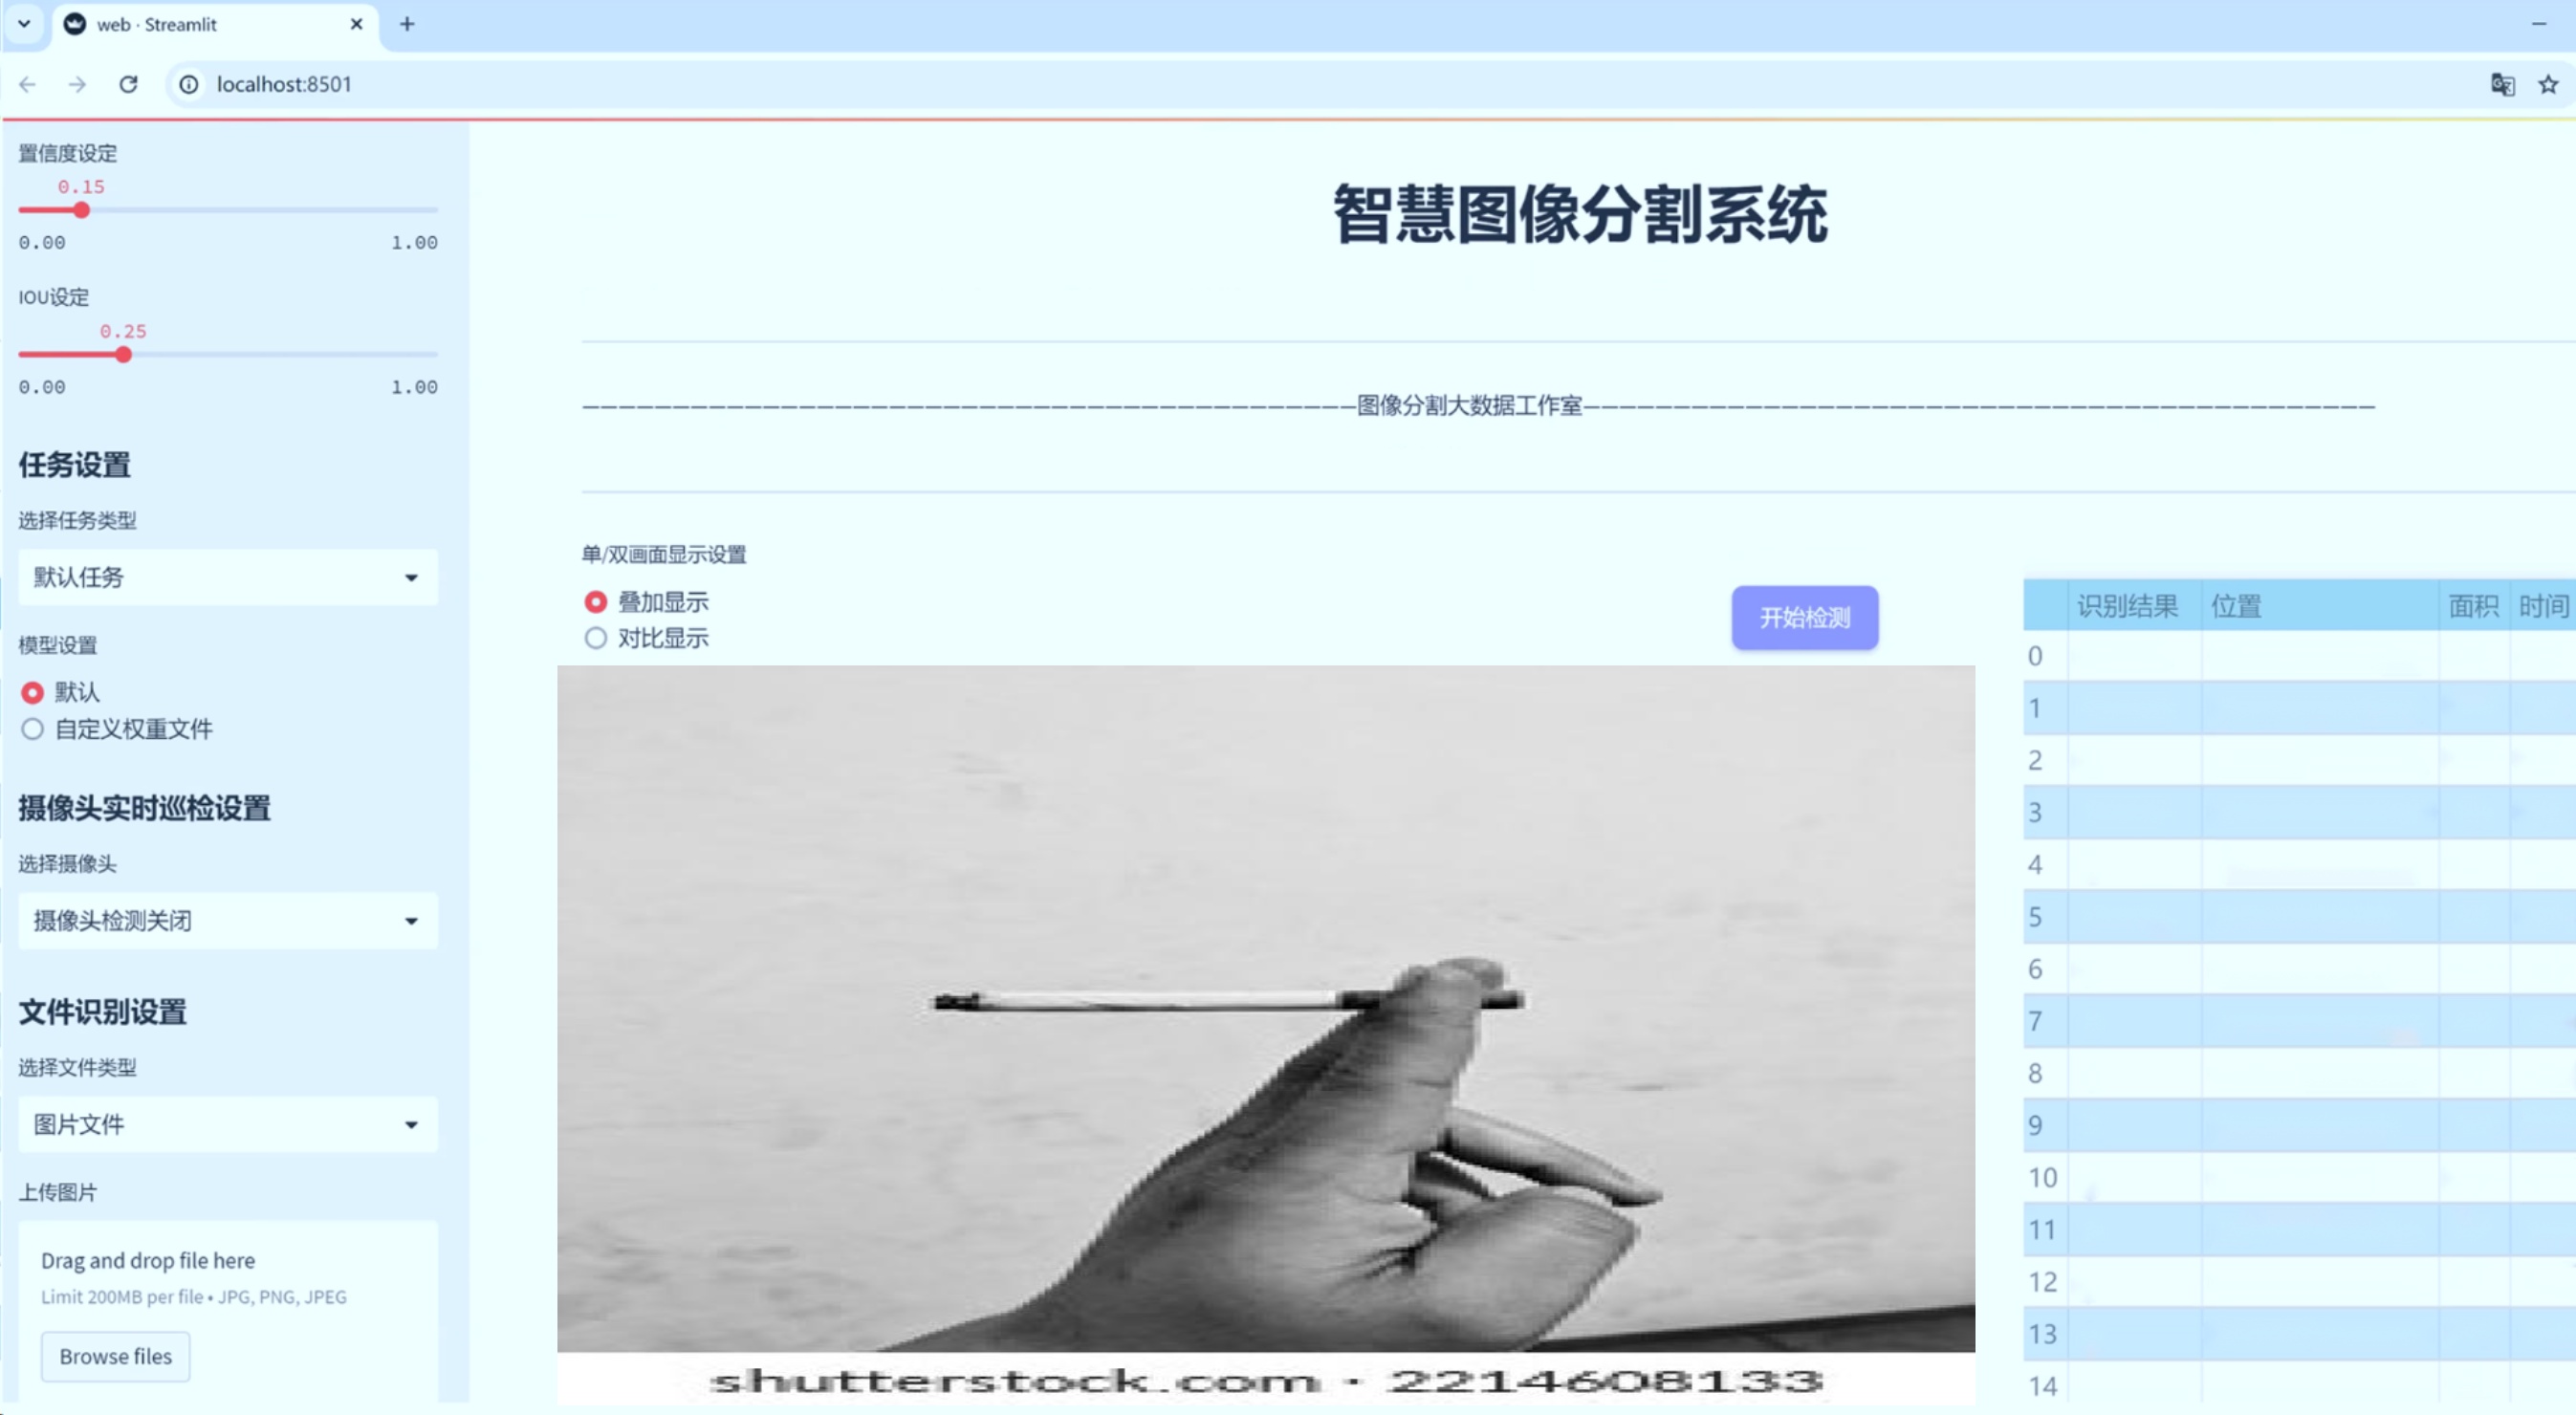 web · Streamlit
localhost:8501
置信度设定
0.15
0.00 1.00
IOU设定
0.25
0.00 1.00
任务设置
选择任务类型
默认任务
模型设置
默认
自定义权重文件
摄像头实时巡检设置
选择摄像头
摄像头检测关闭
文件识别设置
选择文件类型
图片文件
上传图片
Drag and drop file here
Limit 200MB per file • JPG, PNG, JPEG
Browse files
智慧图像分割系统
———————————————————————————————————————————图像分割大数据工作室————————————————————————————————————————————
单/双画面显示设置
叠加显示
对比显示
开始检测
shutterstock.com · 2214608133
识别结果 位置 面积 时间
0
1
2
3
4
5
6
7
8
9
10
11
12
13
14